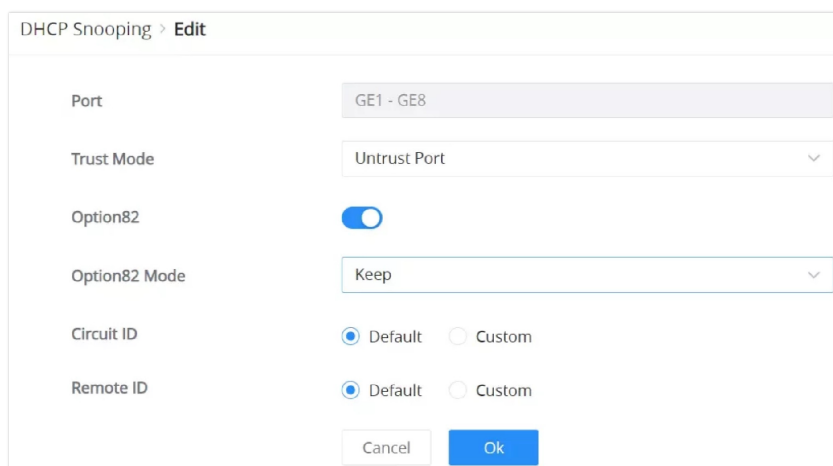 DHCP Snooping > Edit
Port GE1 - GE8
Trust Mode Untrust Port
Option82
Option82 Mode Keep
Circuit ID Default Custom
Remote ID Default Custom
Cancel Ok